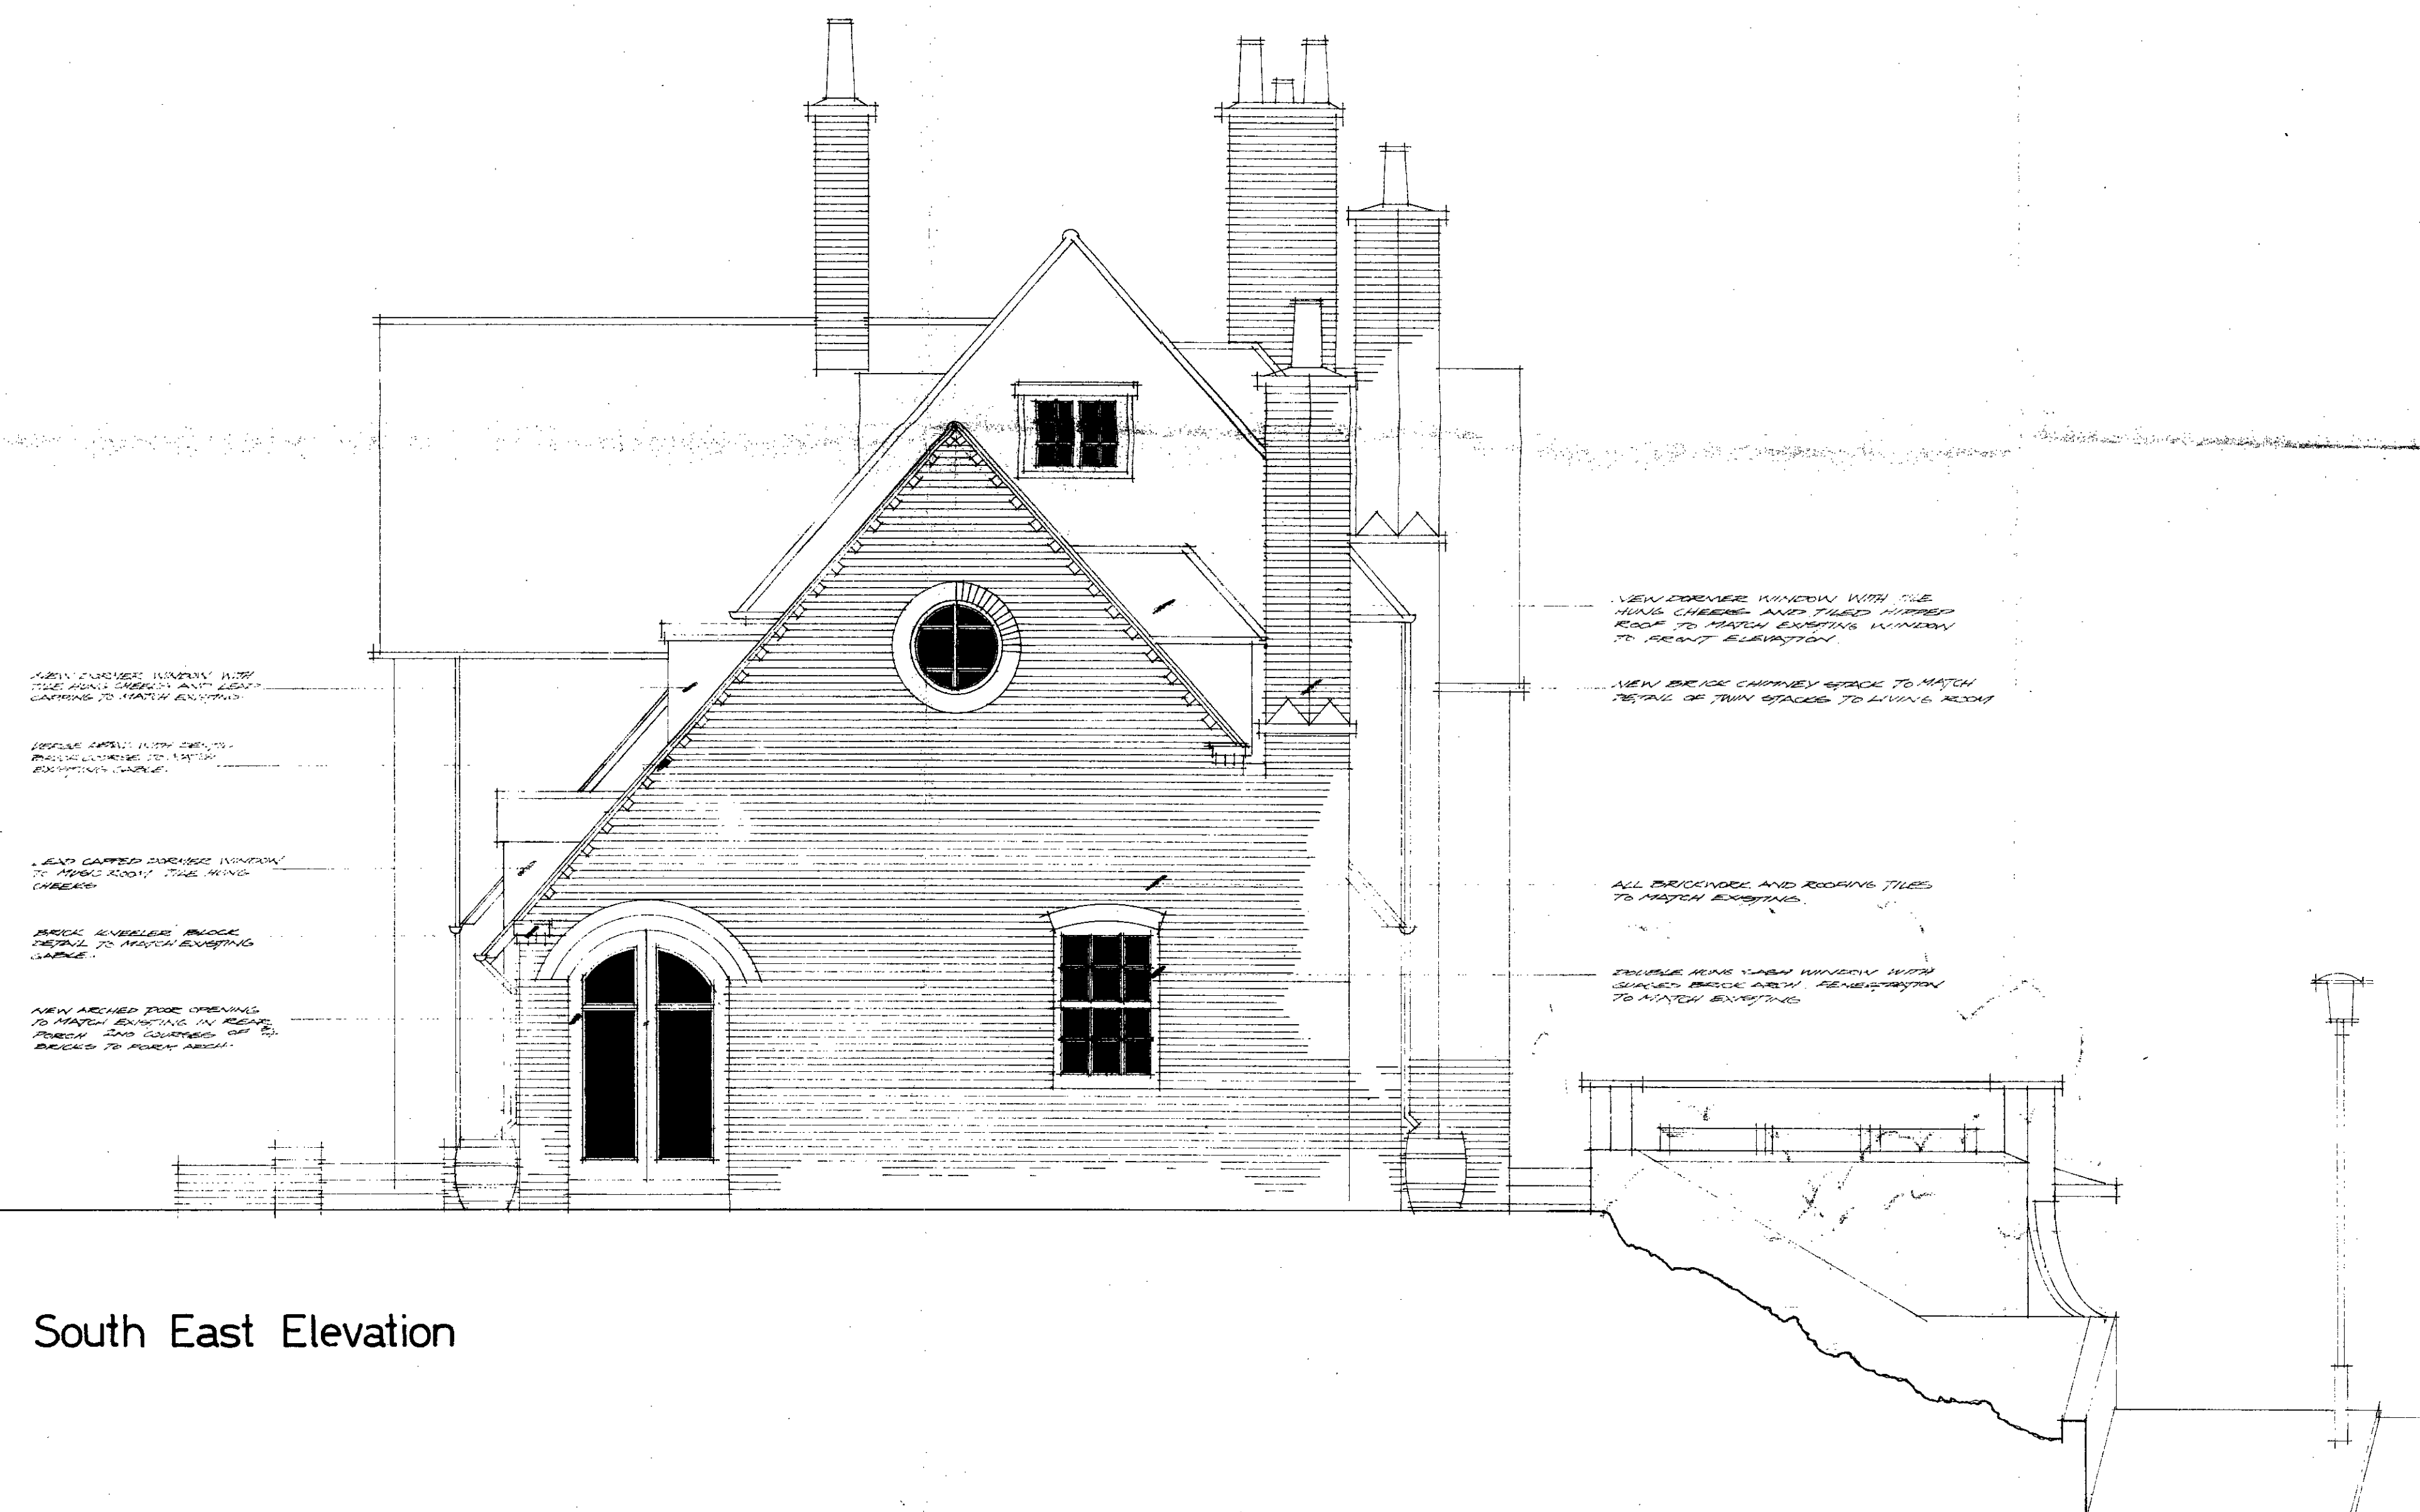 NEW DORMER WINDOW WITH
TILE HUNG CHEEKS AND LEAD
CAPPING TO MATCH EXISTING.
VERGE DETAIL WITH DENTIL
BRICK COURSE TO MATCH
EXISTING GABLE.
LEAD CAPPED DORMER WINDOW
TO MUSIC ROOM TILE HUNG
CHEEKS
BRICK KNEELER BLOCK
DETAIL TO MATCH EXISTING
GABLE.
NEW ARCHED DOOR OPENING
TO MATCH EXISTING IN REAR
PORCH AND COURSES OF
BRICKS TO FORM ARCH.
NEW DORMER WINDOW WITH TILE
HUNG CHEEKS AND TILED HIPPED
ROOF TO MATCH EXISTING WINDOW
TO FRONT ELEVATION.
NEW BRICK CHIMNEY STACK TO MATCH
DETAIL OF TWIN STACKS TO LIVING ROOM
ALL BRICKWORK AND ROOFING TILES
TO MATCH EXISTING.
DOUBLE HUNG SASH WINDOW WITH
GUAGED BRICK ARCH. FENESTRATION
TO MATCH EXISTING
South East Elevation